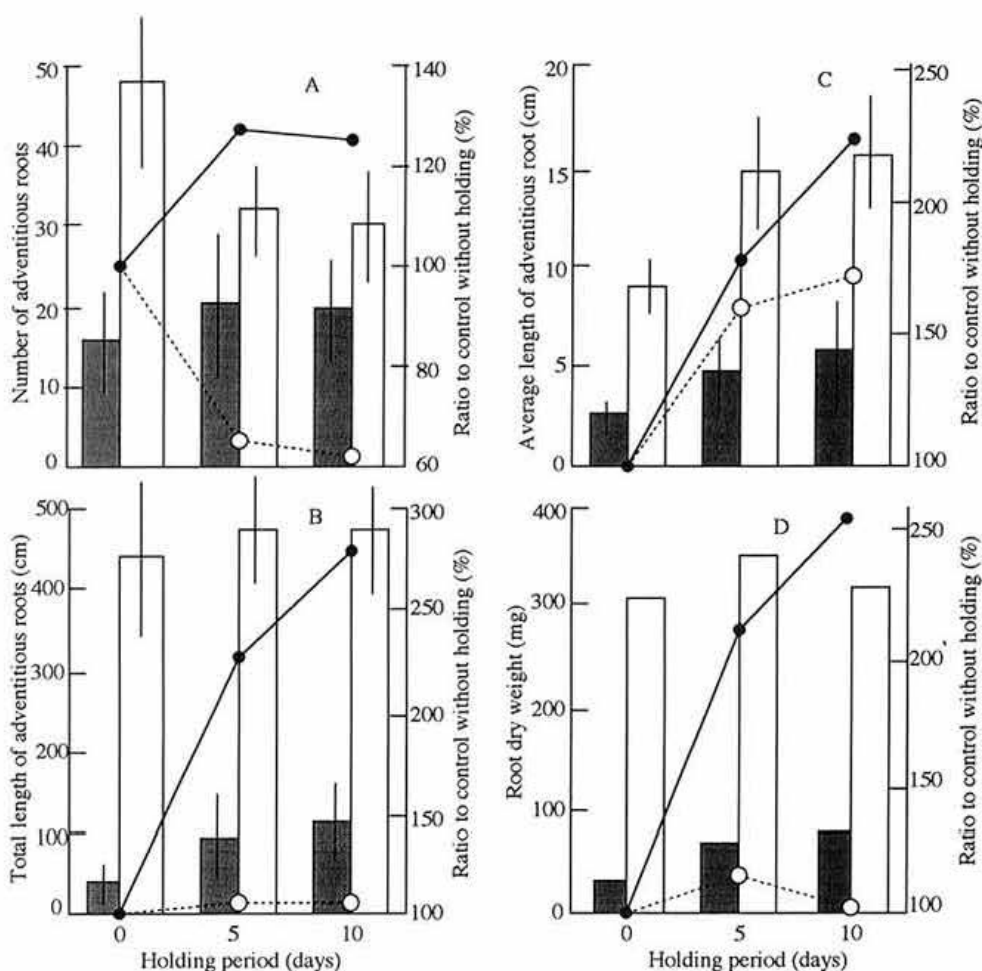 A
Number of adventitious roots
50
40
30
20
10
0
140
120
100
80
60
Ratio to control without holding (%)
C
Average length of adventitious root (cm)
20
15
10
5
0
250
200
150
100
Ratio to control without holding (%)
B
Total length of adventitious roots (cm)
500
400
300
200
100
0
300
290
200
150
100
Ratio to control without holding (%)
0 5 10
Holding period (days)
D
Root dry weight (mg)
400
300
200
100
0
250
200
150
100
Ratio to control without holding (%)
0 5 10
Holding period (days)